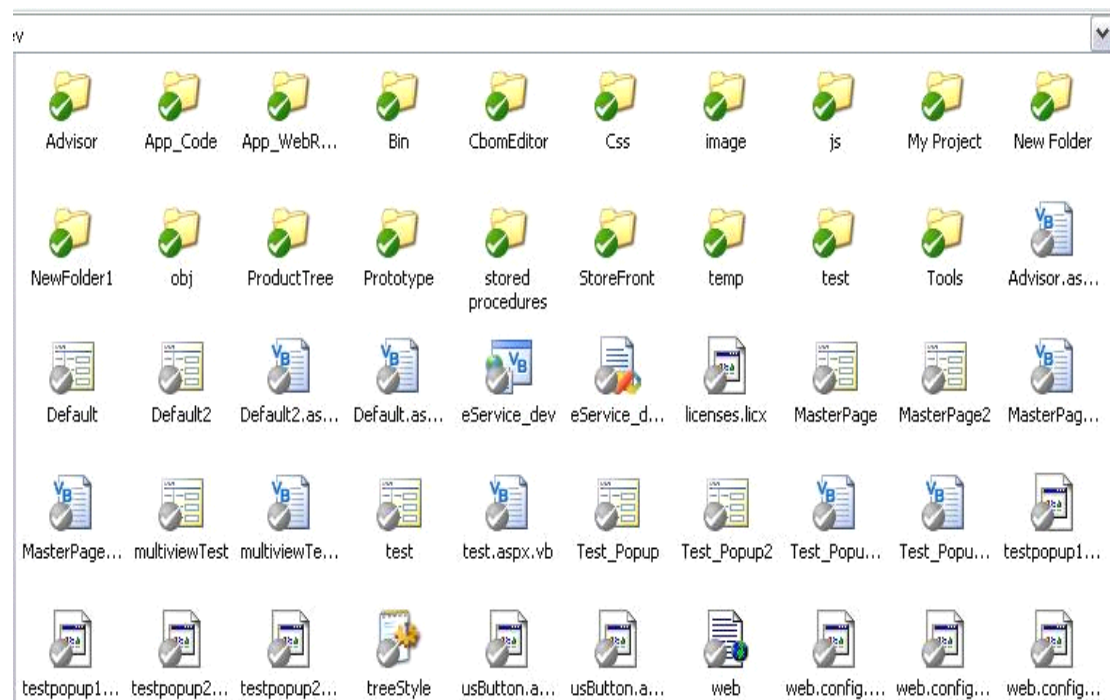 ev
Advisor App_Code App_WebR... Bin CbomEditor Css image js My Project New Folder
NewFolder1 obj ProductTree Prototype stored procedures StoreFront temp test Tools Advisor.as...
Default Default2 Default2.as... Default.as... eService_dev eService_d... licenses.licx MasterPage MasterPage2 MasterPag...
MasterPage... multiviewTest multiviewTe... test test.aspx.vb Test_Popup Test_Popup2 Test_Popu... Test_Popu... testpopup1...
testpopup1... testpopup2... testpopup2... treeStyle usButton.a... usButton.a... web web.config.... web.config.... web.config....